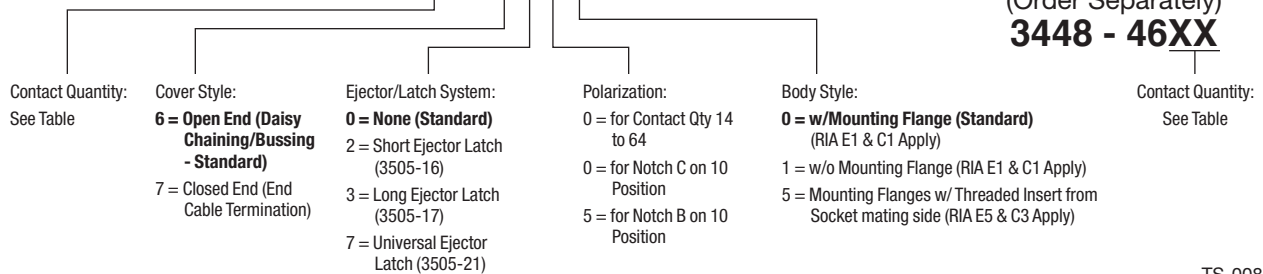 (Order Separately)
3448 - 46XX
Contact Quantity:
See Table
Cover Style:
6 = Open End (Daisy
Chaining/Bussing
- Standard)
7 = Closed End (End
Cable Termination)
Ejector/Latch System:
0 = None (Standard)
2 = Short Ejector Latch
(3505-16)
3 = Long Ejector Latch
(3505-17)
7 = Universal Ejector
Latch (3505-21)
Polarization:
0 = for Contact Qty 14
to 64
0 = for Notch C on 10
Position
5 = for Notch B on 10
Position
Body Style:
0 = w/Mounting Flange (Standard)
(RIA E1 & C1 Apply)
1 = w/o Mounting Flange (RIA E1 & C1 Apply)
5 = Mounting Flanges w/ Threaded Insert from
Socket mating side (RIA E5 & C3 Apply)
Contact Quantity:
See Table